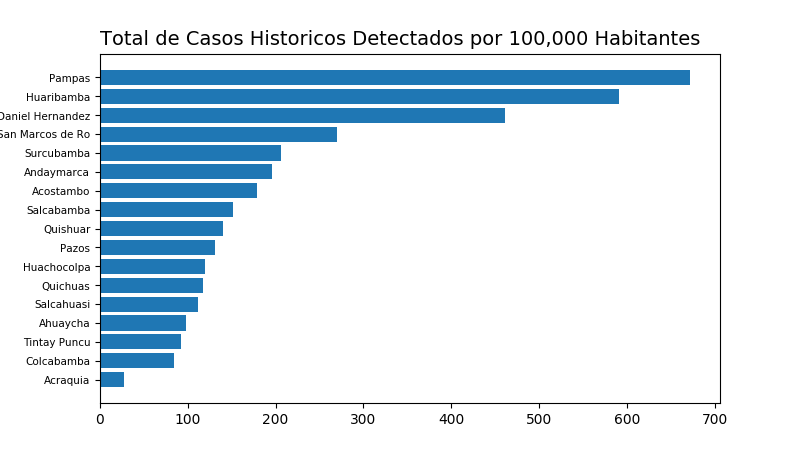 Total de Casos Historicos Detectados por 100,000 Habitantes
Pampas
Huaribamba
Daniel Hernandez
San Marcos de Ro
Surcubamba
Andaymarca
Acostambo
Salcabamba
Quishuar
Pazos
Huachocolpa
Quichuas
Salcahuasi
Ahuaycha
Tintay Puncu
Colcabamba
Acraquia
0 100 200 300 400 500 600 700